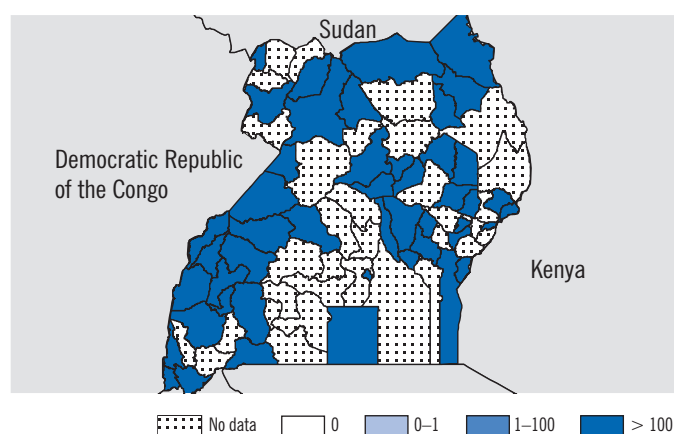 Sudan
Democratic Republic
of the Congo
Kenya
No data
0
0–1
1–100
> 100